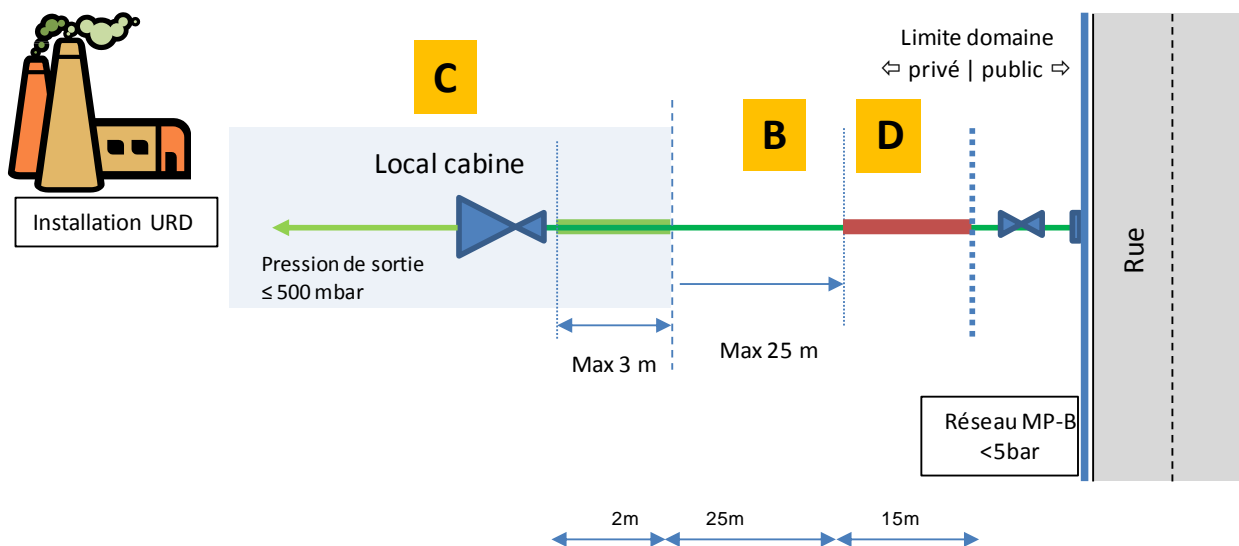 Limite domaine
⇦ privé | public ⇨
C
B
D
Local cabine
Installation URD
Rue
Pression de sortie
≤ 500 mbar
Max 3 m
Max 25 m
Réseau MP-B
<5bar
2m
25m
15m